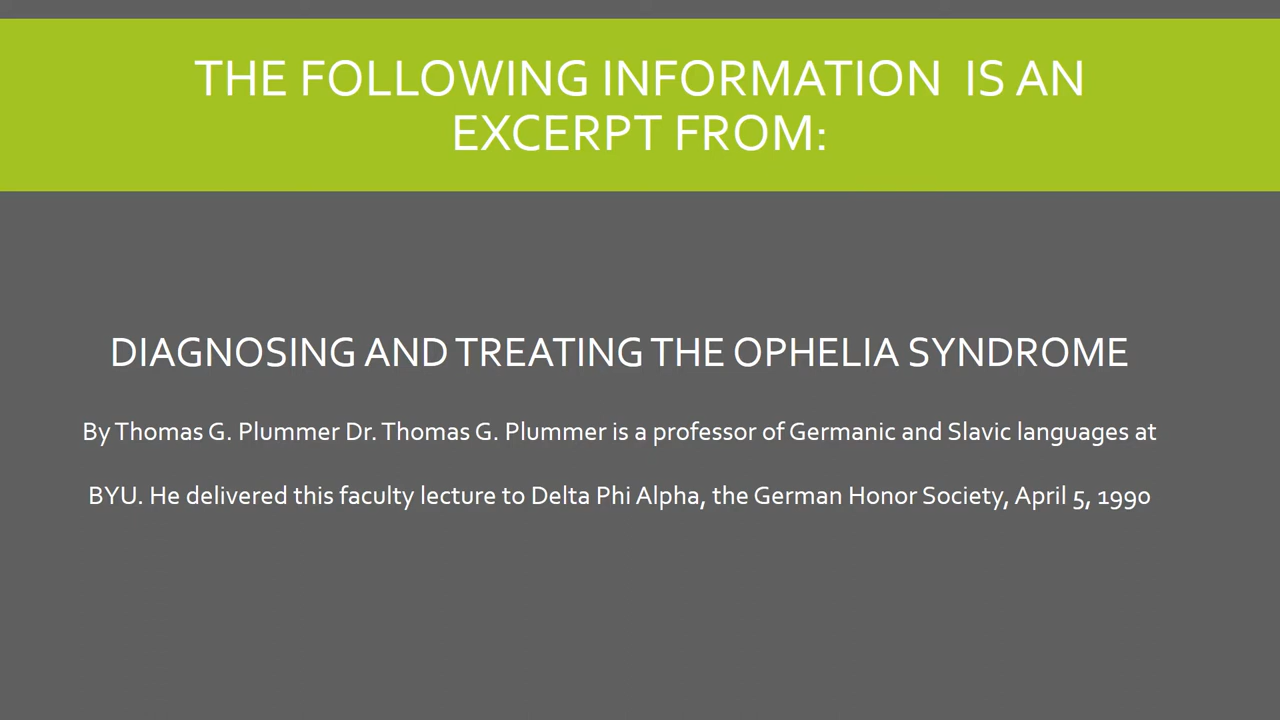 THE FOLLOWING INFORMATION IS AN
EXCERPT FROM:
DIAGNOSING AND TREATING THE OPHELIA SYNDROME
By Thomas G. Plummer Dr. Thomas G. Plummer is a professor of Germanic and Slavic languages at
BYU. He delivered this faculty lecture to Delta Phi Alpha, the German Honor Society, April 5, 1990